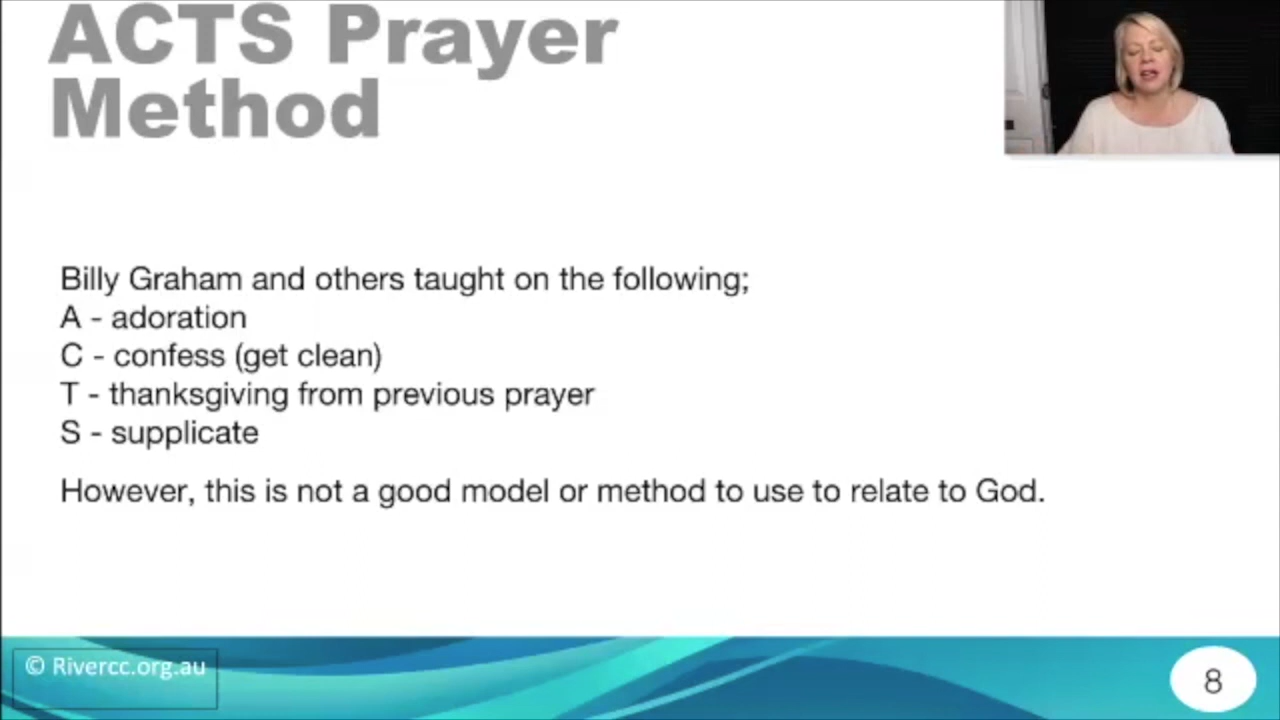 ACTS Prayer
Method
Billy Graham and others taught on the following;
A - adoration
C - confess (get clean)
T - thanksgiving from previous prayer
S - supplicate
However, this is not a good model or method to use to relate to God.
© Rivercc.org.au
8